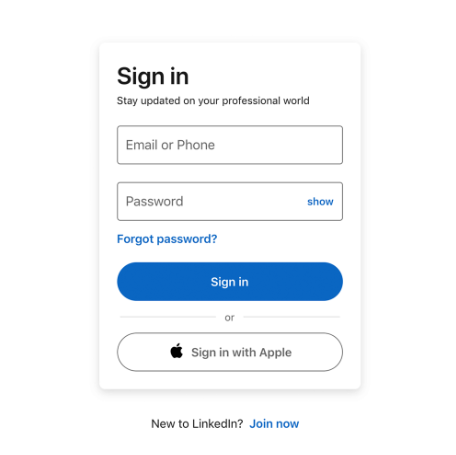 Sign in
Stay updated on your professional world
Email or Phone
Password show
Forgot password?
Sign in
or
Sign in with Apple
New to LinkedIn? Join now